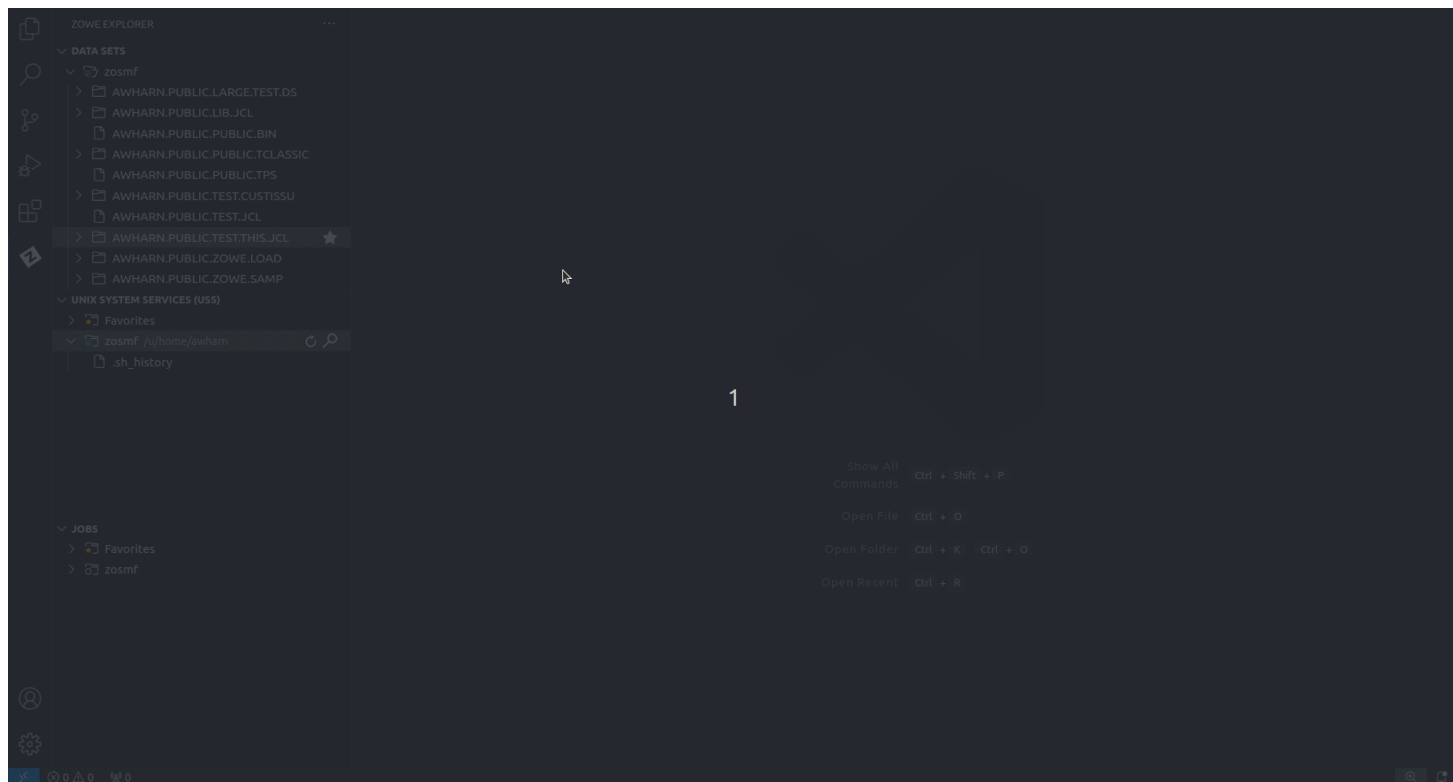 ZOWE EXPLORER ...
DATA SETS
zosmf
AWHARN.PUBLIC.LARGE.TEST.DS
AWHARN.PUBLIC.LIB.JCL
AWHARN.PUBLIC.PUBLIC.BIN
AWHARN.PUBLIC.PUBLIC.TCLASSIC
AWHARN.PUBLIC.PUBLIC.TPS
AWHARN.PUBLIC.TEST.CUSTISSU
AWHARN.PUBLIC.TEST.JCL
AWHARN.PUBLIC.TEST.THIS.JCL
AWHARN.PUBLIC.ZOWE.LOAD
AWHARN.PUBLIC.ZOWE.SAMP
UNIX SYSTEM SERVICES (USS)
Favorites
zosmf /u/home/awharn
.sh_history
JOBS
Favorites
zosmf
1
Show All
Commands Ctrl + Shift + P
Open File Ctrl + O
Open Folder Ctrl + K Ctrl + O
Open Recent Ctrl + R
0 0 0